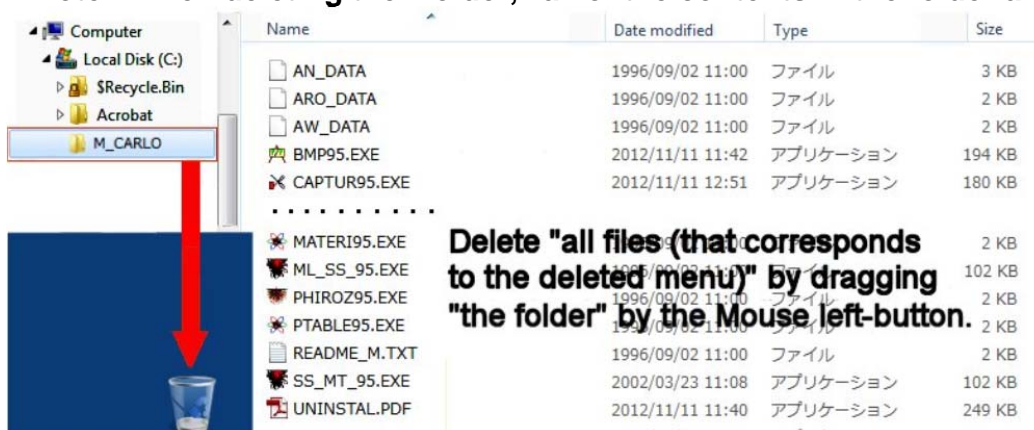 Computer
Local Disk (C:)
$Recycle.Bin
Acrobat
M_CARLO
Name Date modified Type Size
AN_DATA 1996/09/02 11:00 ファイル 3 KB
ARO_DATA 1996/09/02 11:00 ファイル 2 KB
AW_DATA 1996/09/02 11:00 ファイル 2 KB
BMP95.EXE 2012/11/11 11:42 アプリケーション 194 KB
CAPTUR95.EXE 2012/11/11 12:51 アプリケーション 180 KB
. . . . . . . . . .
MATERI95.EXE 2 KB
ML_SS_95.EXE 102 KB
PHIROZ95.EXE 2 KB
PTABLE95.EXE 2 KB
README_M.TXT 1996/09/02 11:00 ファイル 2 KB
SS_MT_95.EXE 2002/03/23 11:08 アプリケーション 102 KB
UNINSTAL.PDF 2012/11/11 11:40 アプリケーション 249 KB
Delete "all files (that corresponds
to the deleted menu)" by dragging
"the folder" by the Mouse left-button.